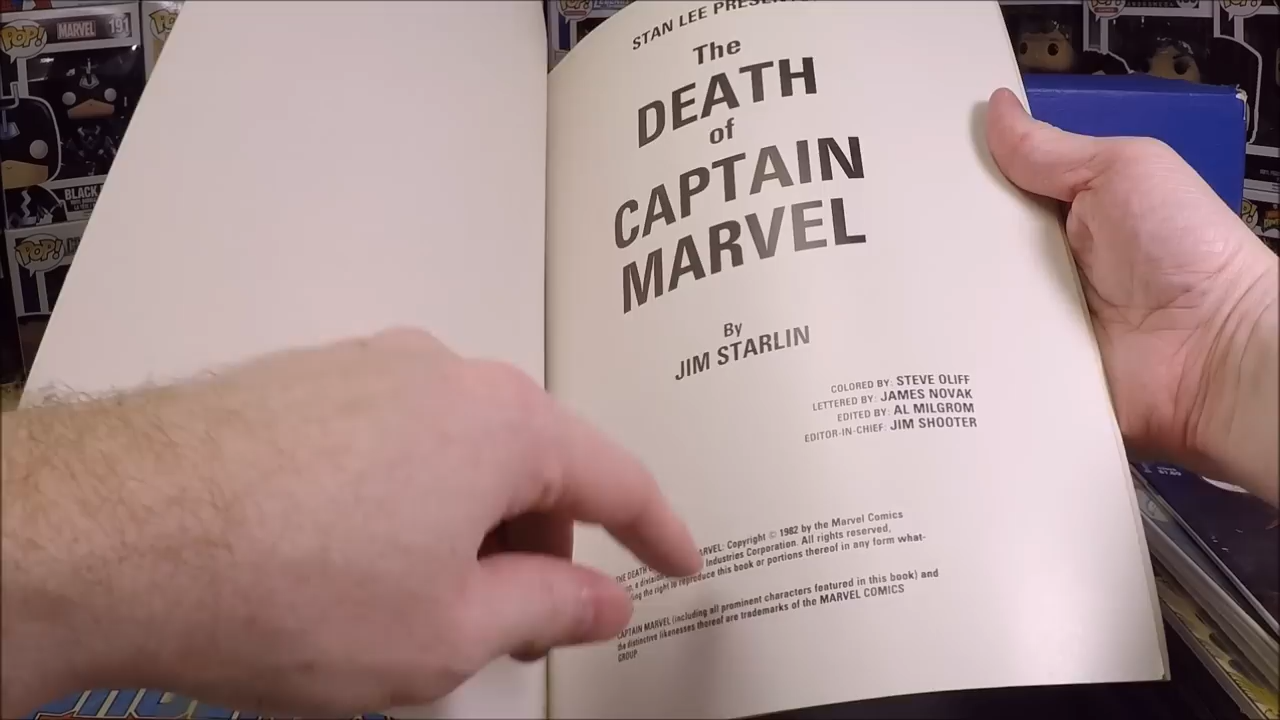 POP!
MARVEL 191
BLACK
POP!
STAN LEE
The
DEATH
of
CAPTAIN
MARVEL
By
JIM STARLIN
COLORED BY: STEVE OLIFF
LETTERED BY: JAMES NOVAK
EDITED BY: AL MILGROM
EDITOR-IN-CHIEF: JIM SHOOTER
THE DEATH RVEL: Copyright © 1982 by the Marvel Comics
a division Industries Corporation. All rights reserved,
the right to reproduce this book or portions thereof in any form what-
CAPTAIN MARVEL (including all prominent characters featured in this book) and
the distinctive likenesses thereof are trademarks of the MARVEL COMICS
GROUP